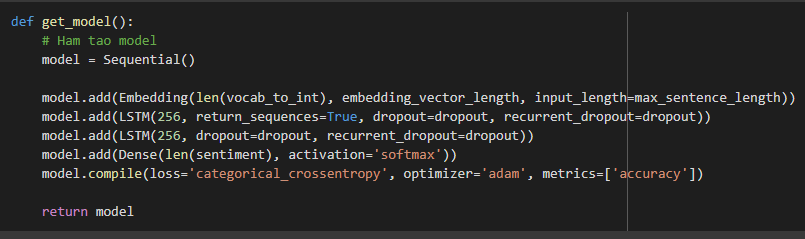 def get_model():
    # Ham tao model
    model = Sequential()
    model.add(Embedding(len(vocab_to_int), embedding_vector_length, input_length=max_sentence_length))
    model.add(LSTM(256, return_sequences=True, dropout=dropout, recurrent_dropout=dropout))
    model.add(LSTM(256, dropout=dropout, recurrent_dropout=dropout))
    model.add(Dense(len(sentiment), activation='softmax'))
    model.compile(loss='categorical_crossentropy', optimizer='adam', metrics=['accuracy'])
    return model